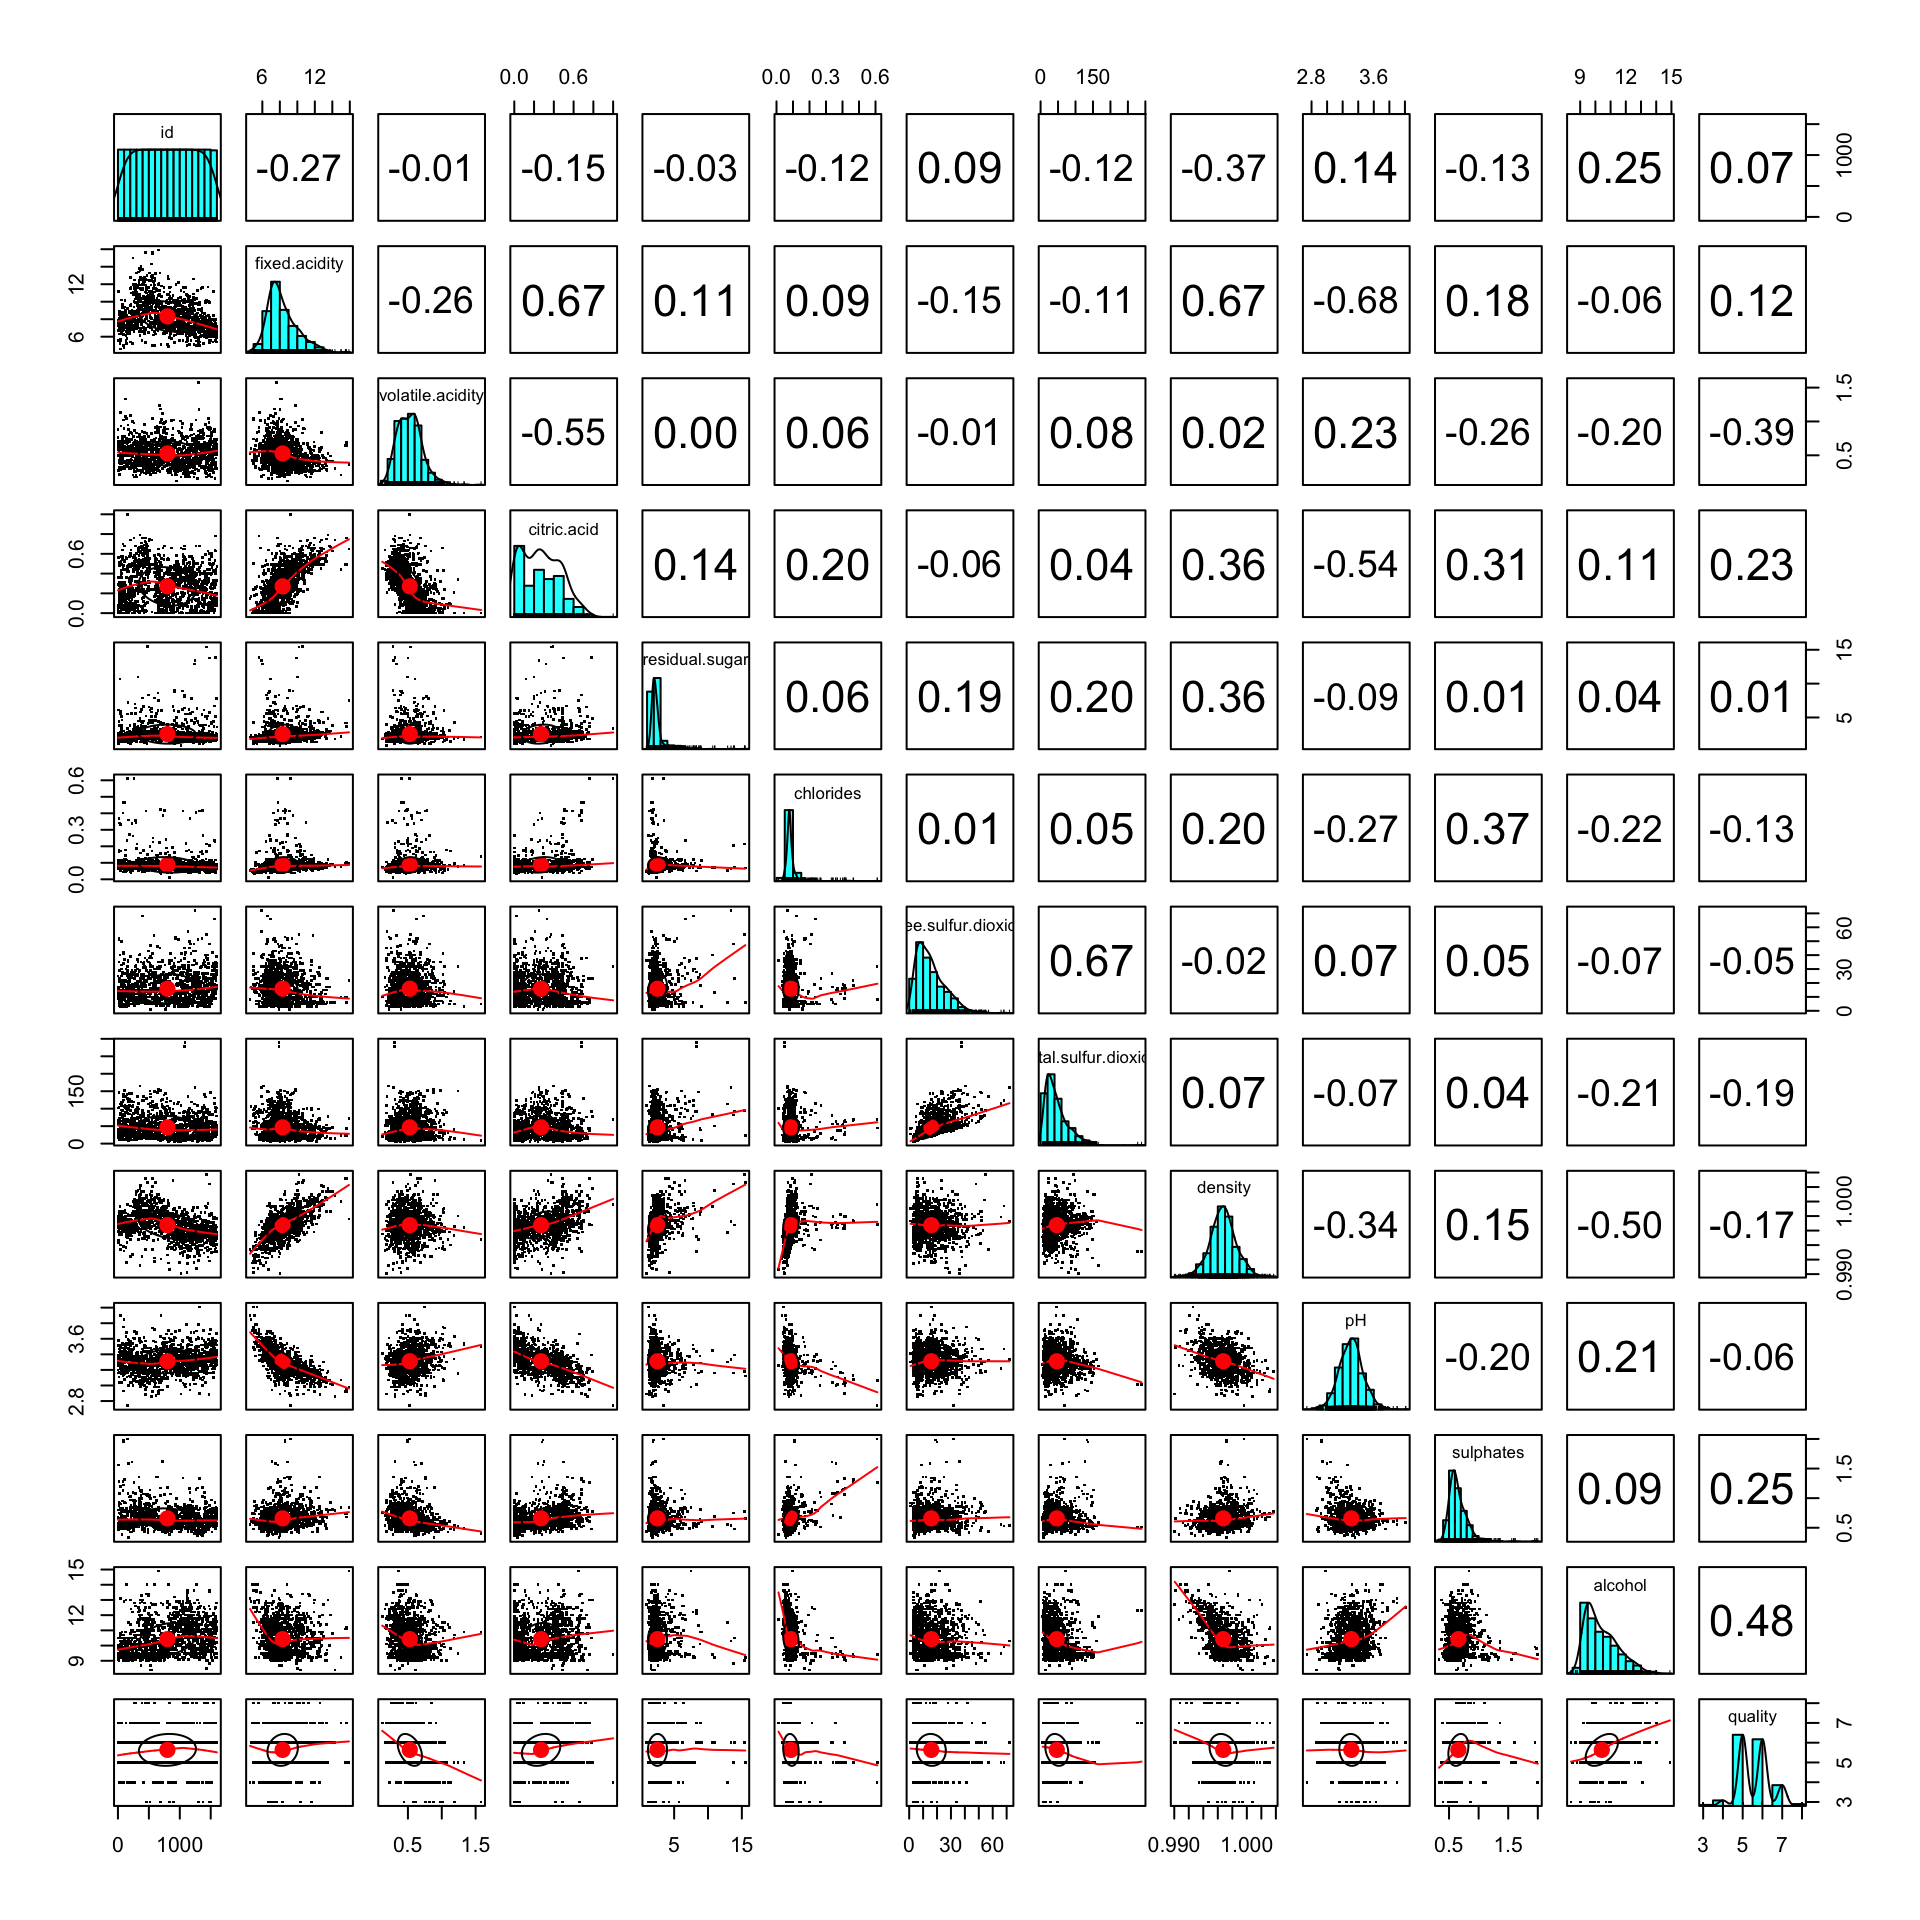 6 12 0.0 0.6 0.0 0.3 0.6 0 150 2.8 3.6 9 12 15
id -0.27 -0.01 -0.15 -0.03 -0.12 0.09 -0.12 -0.37 0.14 -0.13 0.25 0.07 0 1000
6 12 fixed.acidity -0.26 0.67 0.11 0.09 -0.15 -0.11 0.67 -0.68 0.18 -0.06 0.12
volatile.acidity -0.55 0.00 0.06 -0.01 0.08 0.02 0.23 -0.26 -0.20 -0.39 0.5 1.5
0.0 0.6 citric.acid 0.14 0.20 -0.06 0.04 0.36 -0.54 0.31 0.11 0.23
residual.sugar 0.06 0.19 0.20 0.36 -0.09 0.01 0.04 0.01 5 15
0.0 0.3 0.6 chlorides 0.01 0.05 0.20 -0.27 0.37 -0.22 -0.13
ee.sulfur.dioxid 0.67 -0.02 0.07 0.05 -0.07 -0.05 0 30 60
0 150 tal.sulfur.dioxid 0.07 -0.07 0.04 -0.21 -0.19
density -0.34 0.15 -0.50 -0.17 0.990 1.000
2.8 3.6 pH -0.20 0.21 -0.06
sulphates 0.09 0.25 0.5 1.5
9 12 15 alcohol 0.48
quality 3 5 7
0 1000 0.5 1.5 5 15 0 30 60 0.990 1.000 0.5 1.5 3 5 7